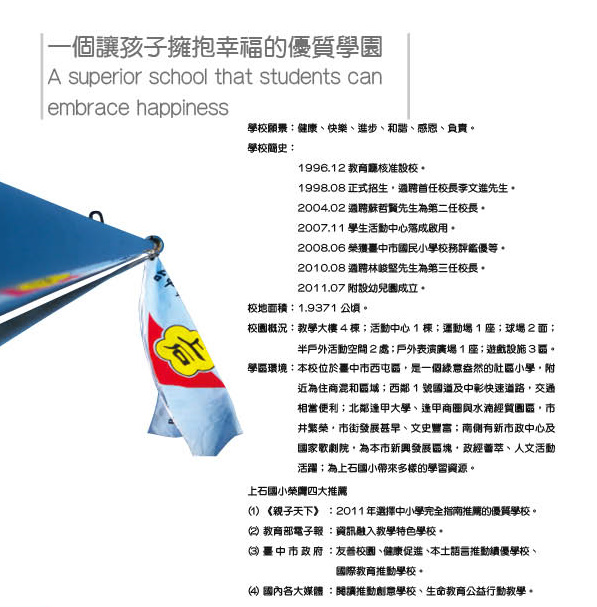 一個讓孩子擁抱幸福的優質學園
A superior school that students can
embrace happiness
學校願景：健康、快樂、進步、和諧、感恩、負責。
學校簡史：
1996.12 教育廳核准設校。
1998.08 正式招生，遴聘首任校長李文進先生。
2004.02 遴聘蘇哲賢先生為第二任校長。
2007.11 學生活動中心落成啟用。
2008.06 榮獲臺中市國民小學校務評鑑優等。
2010.08 遴聘林峻堅先生為第三任校長。
2011.07 附設幼兒園成立。
校地面積：1.9371 公頃。
校園概況：教學大樓 4 棟；活動中心 1 棟；運動場 1 座；球場 2 面；
半戶外活動空間 2 處；戶外表演廣場 1 座；遊戲設施 3 區。
學區環境：本校位於臺中市西屯區，是一個綠意盎然的社區小學，附
近為住商混和區域；西鄰 1 號國道及中彰快速道路，交通
相當便利；北鄰逢甲大學、逢甲商圈與水湳經貿園區，市
井繁榮，市街發展甚早、文史豐富；南側有新市政中心及
國家歌劇院，為本市新興發展區塊，政經薈萃、人文活動
活躍；為上石國小帶來多樣的學習資源。
上石國小榮膺四大推薦
(1) 《親子天下》：2011 年選擇中小學完全指南推薦的優質學校。
(2) 教育部電子報：資訊融入教學特色學校。
(3) 臺中市政府：友善校園、健康促進、本土語言推動績優學校、
國際教育推動學校。
(4) 國內各大媒體：閱讀推動創意學校、生命教育公益行動教學。